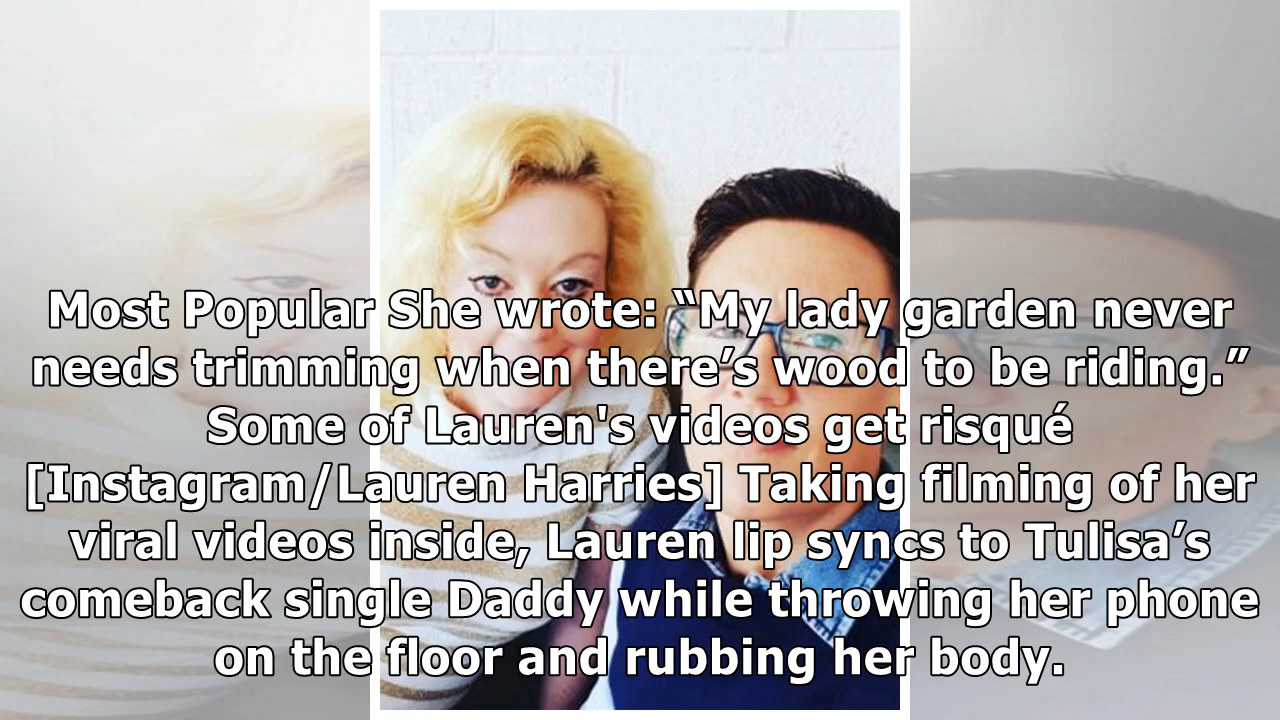 Most Popular She wrote: “My lady garden never
needs trimming when there’s wood to be riding.”
Some of Lauren's videos get risqué
[Instagram/Lauren Harries] Taking filming of her
viral videos inside, Lauren lip syncs to Tulisa’s
comeback single Daddy while throwing her phone
on the floor and rubbing her body.